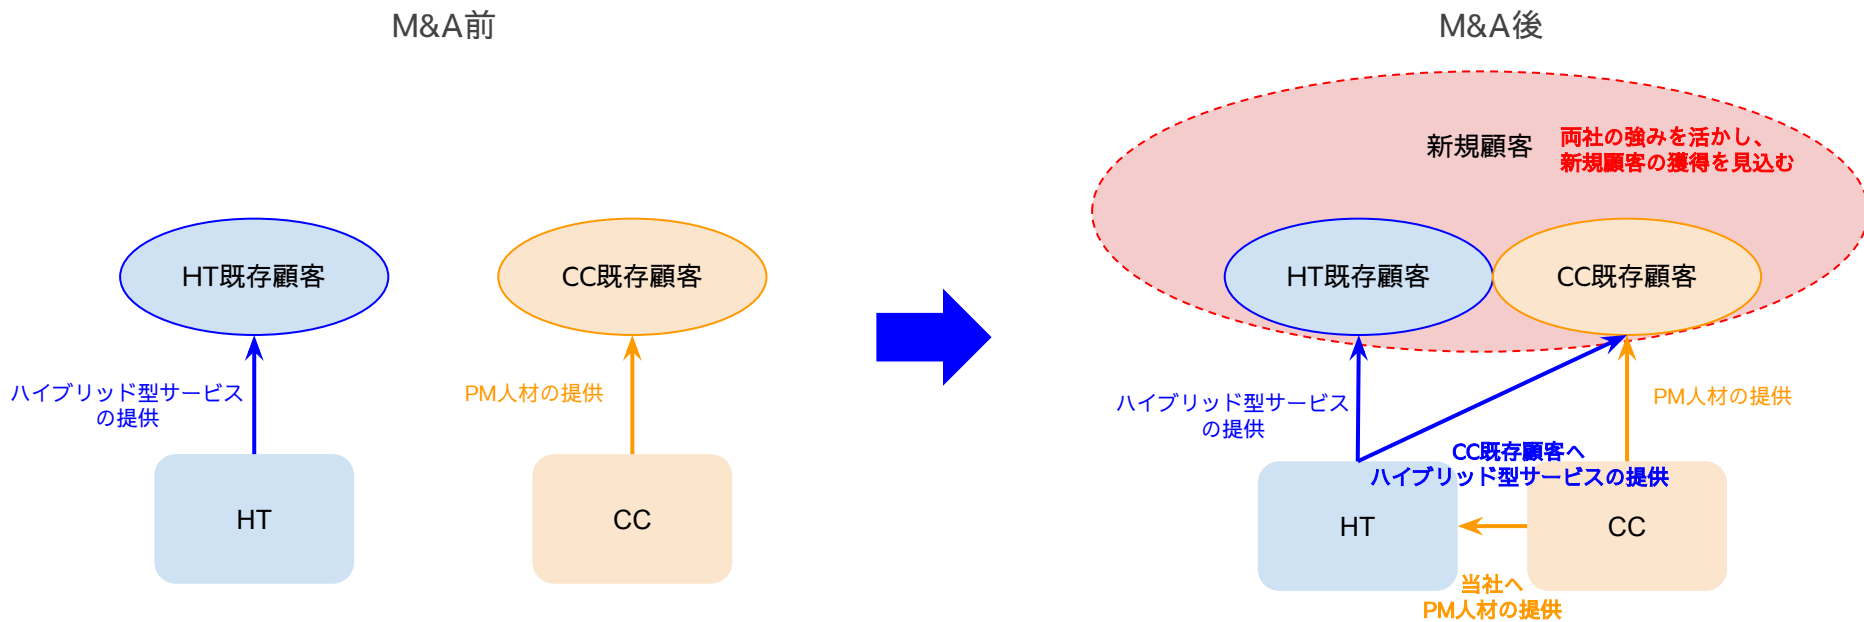 M&A前
HT既存顧客
CC既存顧客
ハイブリッド型サービス
の提供
PM人材の提供
HT
CC
M&A後
新規顧客
両社の強みを活かし、
新規顧客の獲得を見込む
HT既存顧客
CC既存顧客
ハイブリッド型サービス
の提供
PM人材の提供
CC既存顧客へ
ハイブリッド型サービスの提供
HT
CC
当社へ
PM人材の提供